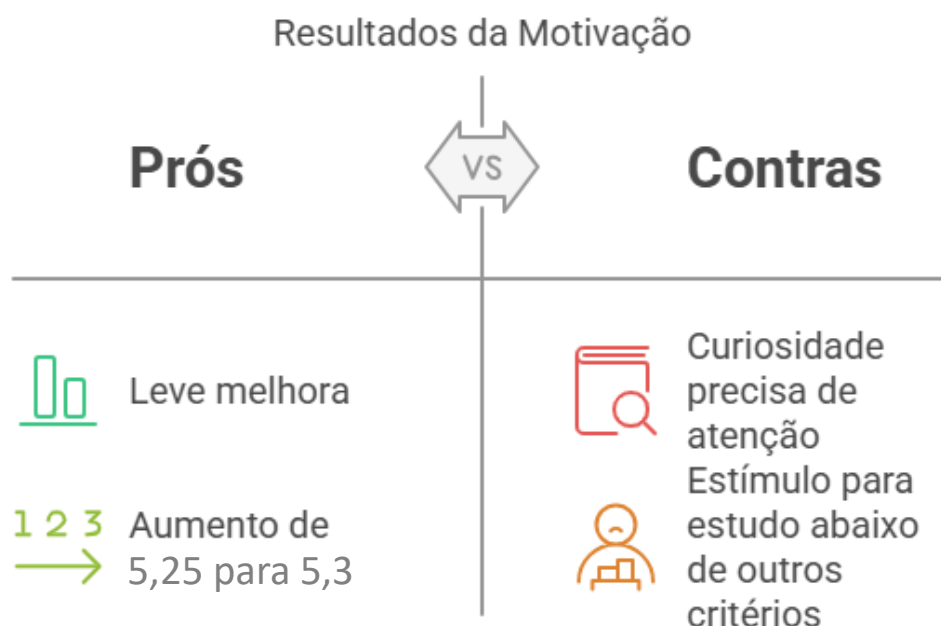 Resultados da Motivação
Prós
VS
Contras
Leve melhora
1 2 3
Aumento de
5,25 para 5,3
Curiosidade
precisa de
atenção
Estímulo para
estudo abaixo
de outros
critérios